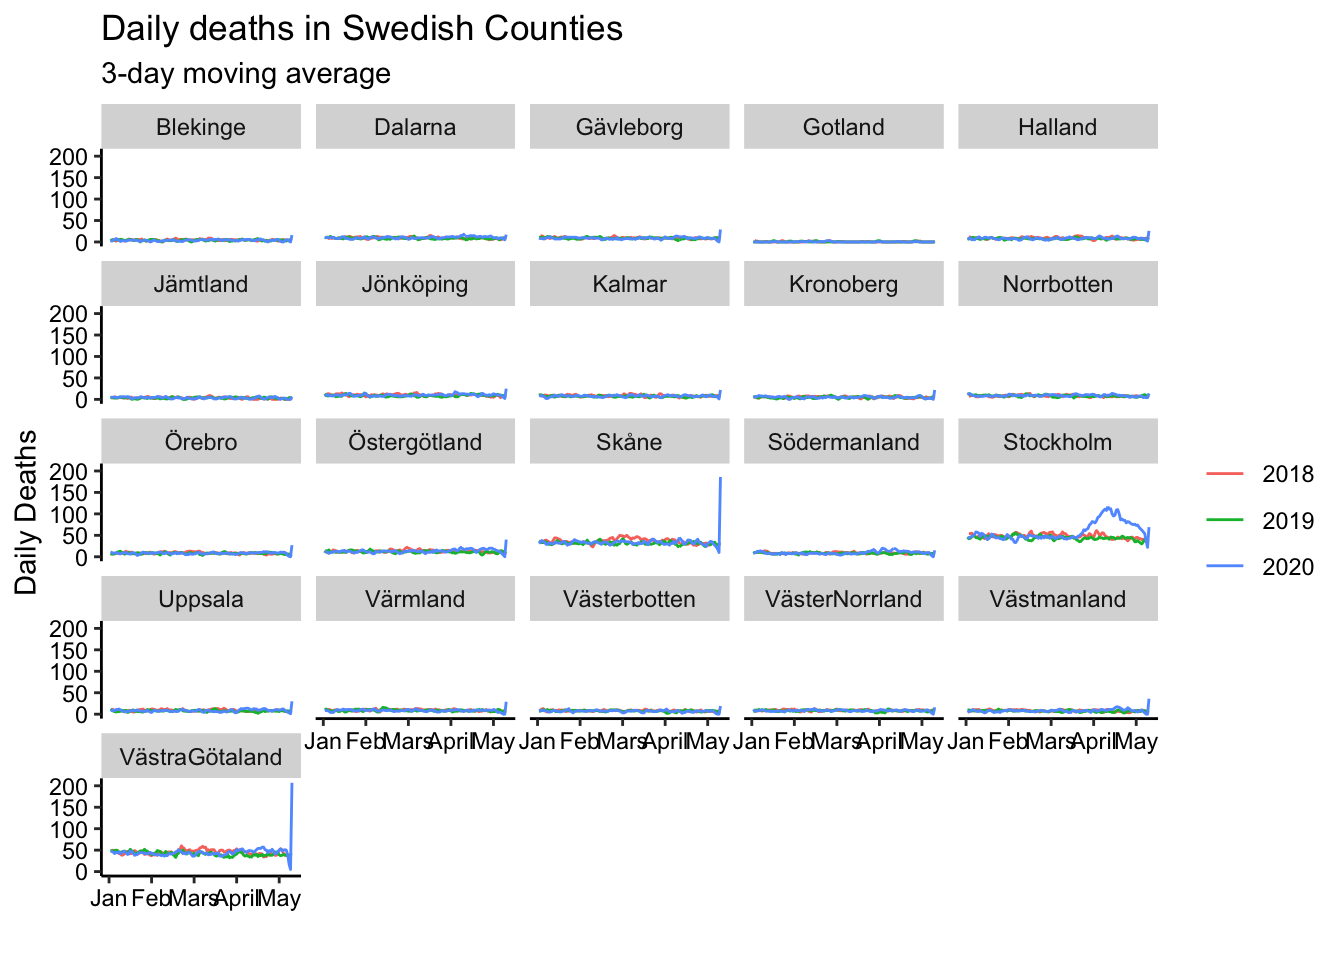 Daily deaths in Swedish Counties
3-day moving average
Blekinge Dalarna Gävleborg Gotland Halland
200
150
100
50
0
Jämtland Jönköping Kalmar Kronoberg Norrbotten
200
150
100
50
0
Örebro Östergötland Skåne Södermanland Stockholm
200
150
100
50
0
Daily Deaths
2018
2019
2020
Uppsala Värmland Västerbotten VästerNorrland Västmanland
200
150
100
50
0
Jan Feb Mars April May Jan Feb Mars April May Jan Feb Mars April May Jan Feb Mars April May
VästraGötaland
200
150
100
50
0
Jan Feb Mars April May